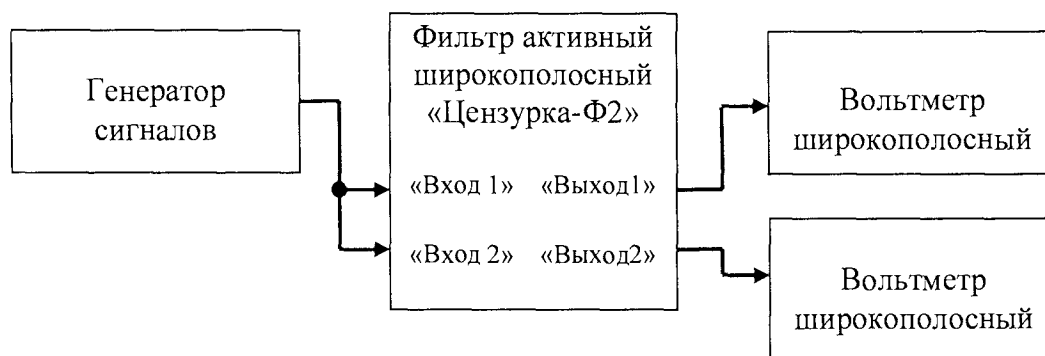 Генератор
сигналов
Фильтр активный
широкополосный
«Цензурка-Ф2»
«Вход 1» «Выход1»
«Вход 2» «Выход2»
Вольтметр
широкополосный
Вольтметр
широкополосный